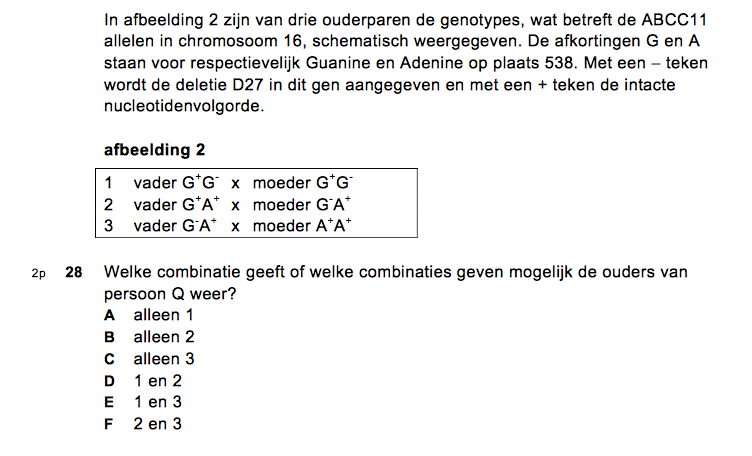 In afbeelding 2 zijn van drie ouderparen de genotypes, wat betreft de ABCC11
allelen in chromosoom 16, schematisch weergegeven. De afkortingen G en A
staan voor respectievelijk Guanine en Adenine op plaats 538. Met een – teken
wordt de deletie D27 in dit gen aangegeven en met een + teken de intacte
nucleotidenvolgorde.
afbeelding 2
1 vader G⁺G⁻ x moeder G⁺G⁻
2 vader G⁺A⁺ x moeder G⁻A⁺
3 vader G⁻A⁺ x moeder A⁺A⁺
2p 28 Welke combinatie geeft of welke combinaties geven mogelijk de ouders van
persoon Q weer?
A alleen 1
B alleen 2
C alleen 3
D 1 en 2
E 1 en 3
F 2 en 3